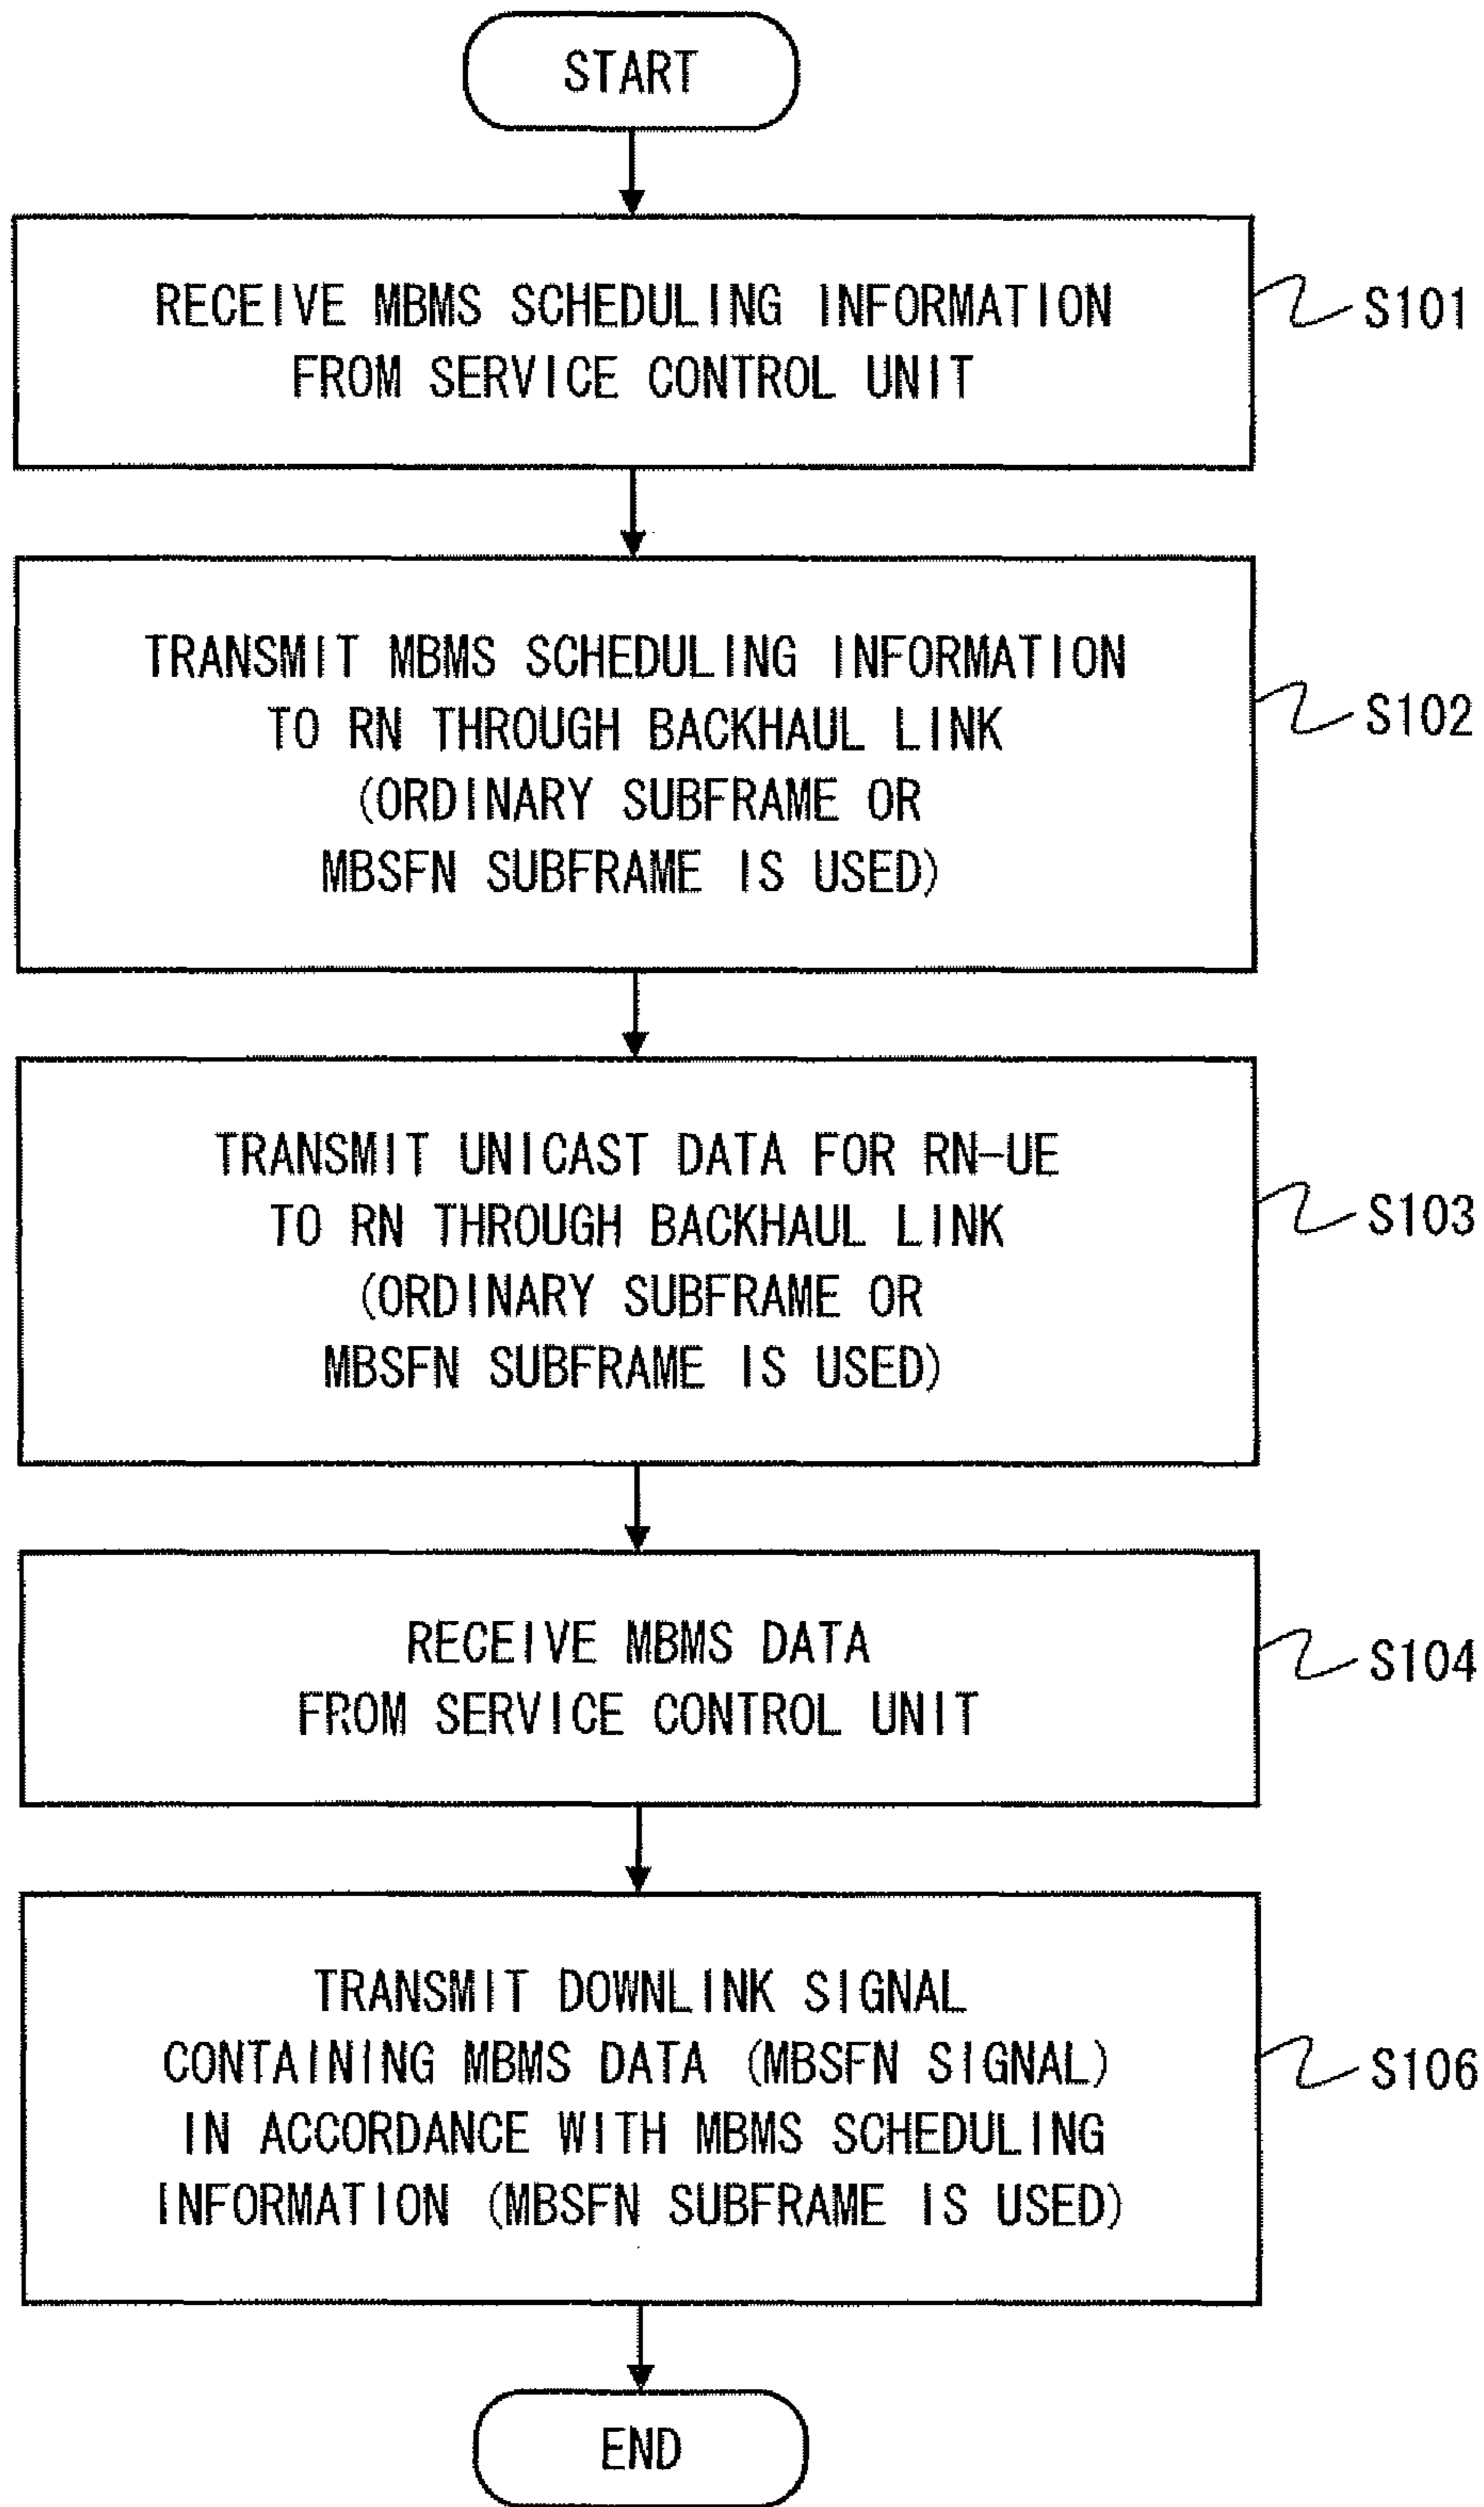 START
RECEIVE MBMS SCHEDULING INFORMATION
FROM SERVICE CONTROL UNIT
S101
TRANSMIT MBMS SCHEDULING INFORMATION
TO RN THROUGH BACKHAUL LINK
(ORDINARY SUBFRAME OR
MBSFN SUBFRAME IS USED)
S102
TRANSMIT UNICAST DATA FOR RN-UE
TO RN THROUGH BACKHAUL LINK
(ORDINARY SUBFRAME OR
MBSFN SUBFRAME IS USED)
S103
RECEIVE MBMS DATA
FROM SERVICE CONTROL UNIT
S104
TRANSMIT DOWNLINK SIGNAL
CONTAINING MBMS DATA (MBSFN SIGNAL)
IN ACCORDANCE WITH MBMS SCHEDULING
INFORMATION (MBSFN SUBFRAME IS USED)
S106
END